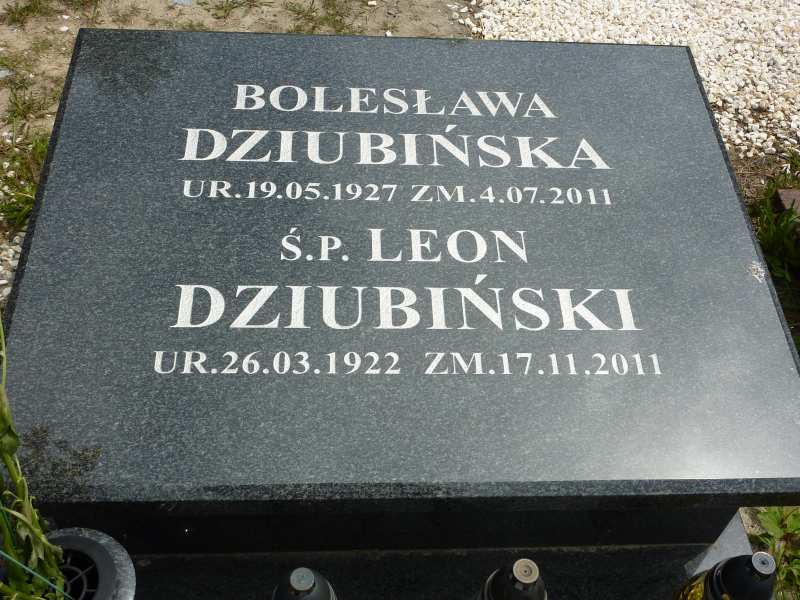 BOLESŁAWA
DZIUBIŃSKA
UR.19.05.1927 ZM.4.07.2011
Ś.P. LEON
DZIUBIŃSKI
UR.26.03.1922 ZM.17.11.2011